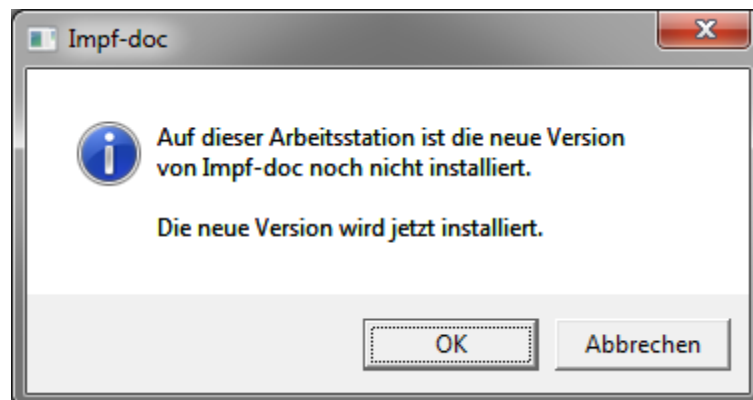 Impf-doc
Auf dieser Arbeitsstation ist die neue Version
von Impf-doc noch nicht installiert.
Die neue Version wird jetzt installiert.
OK
Abbrechen